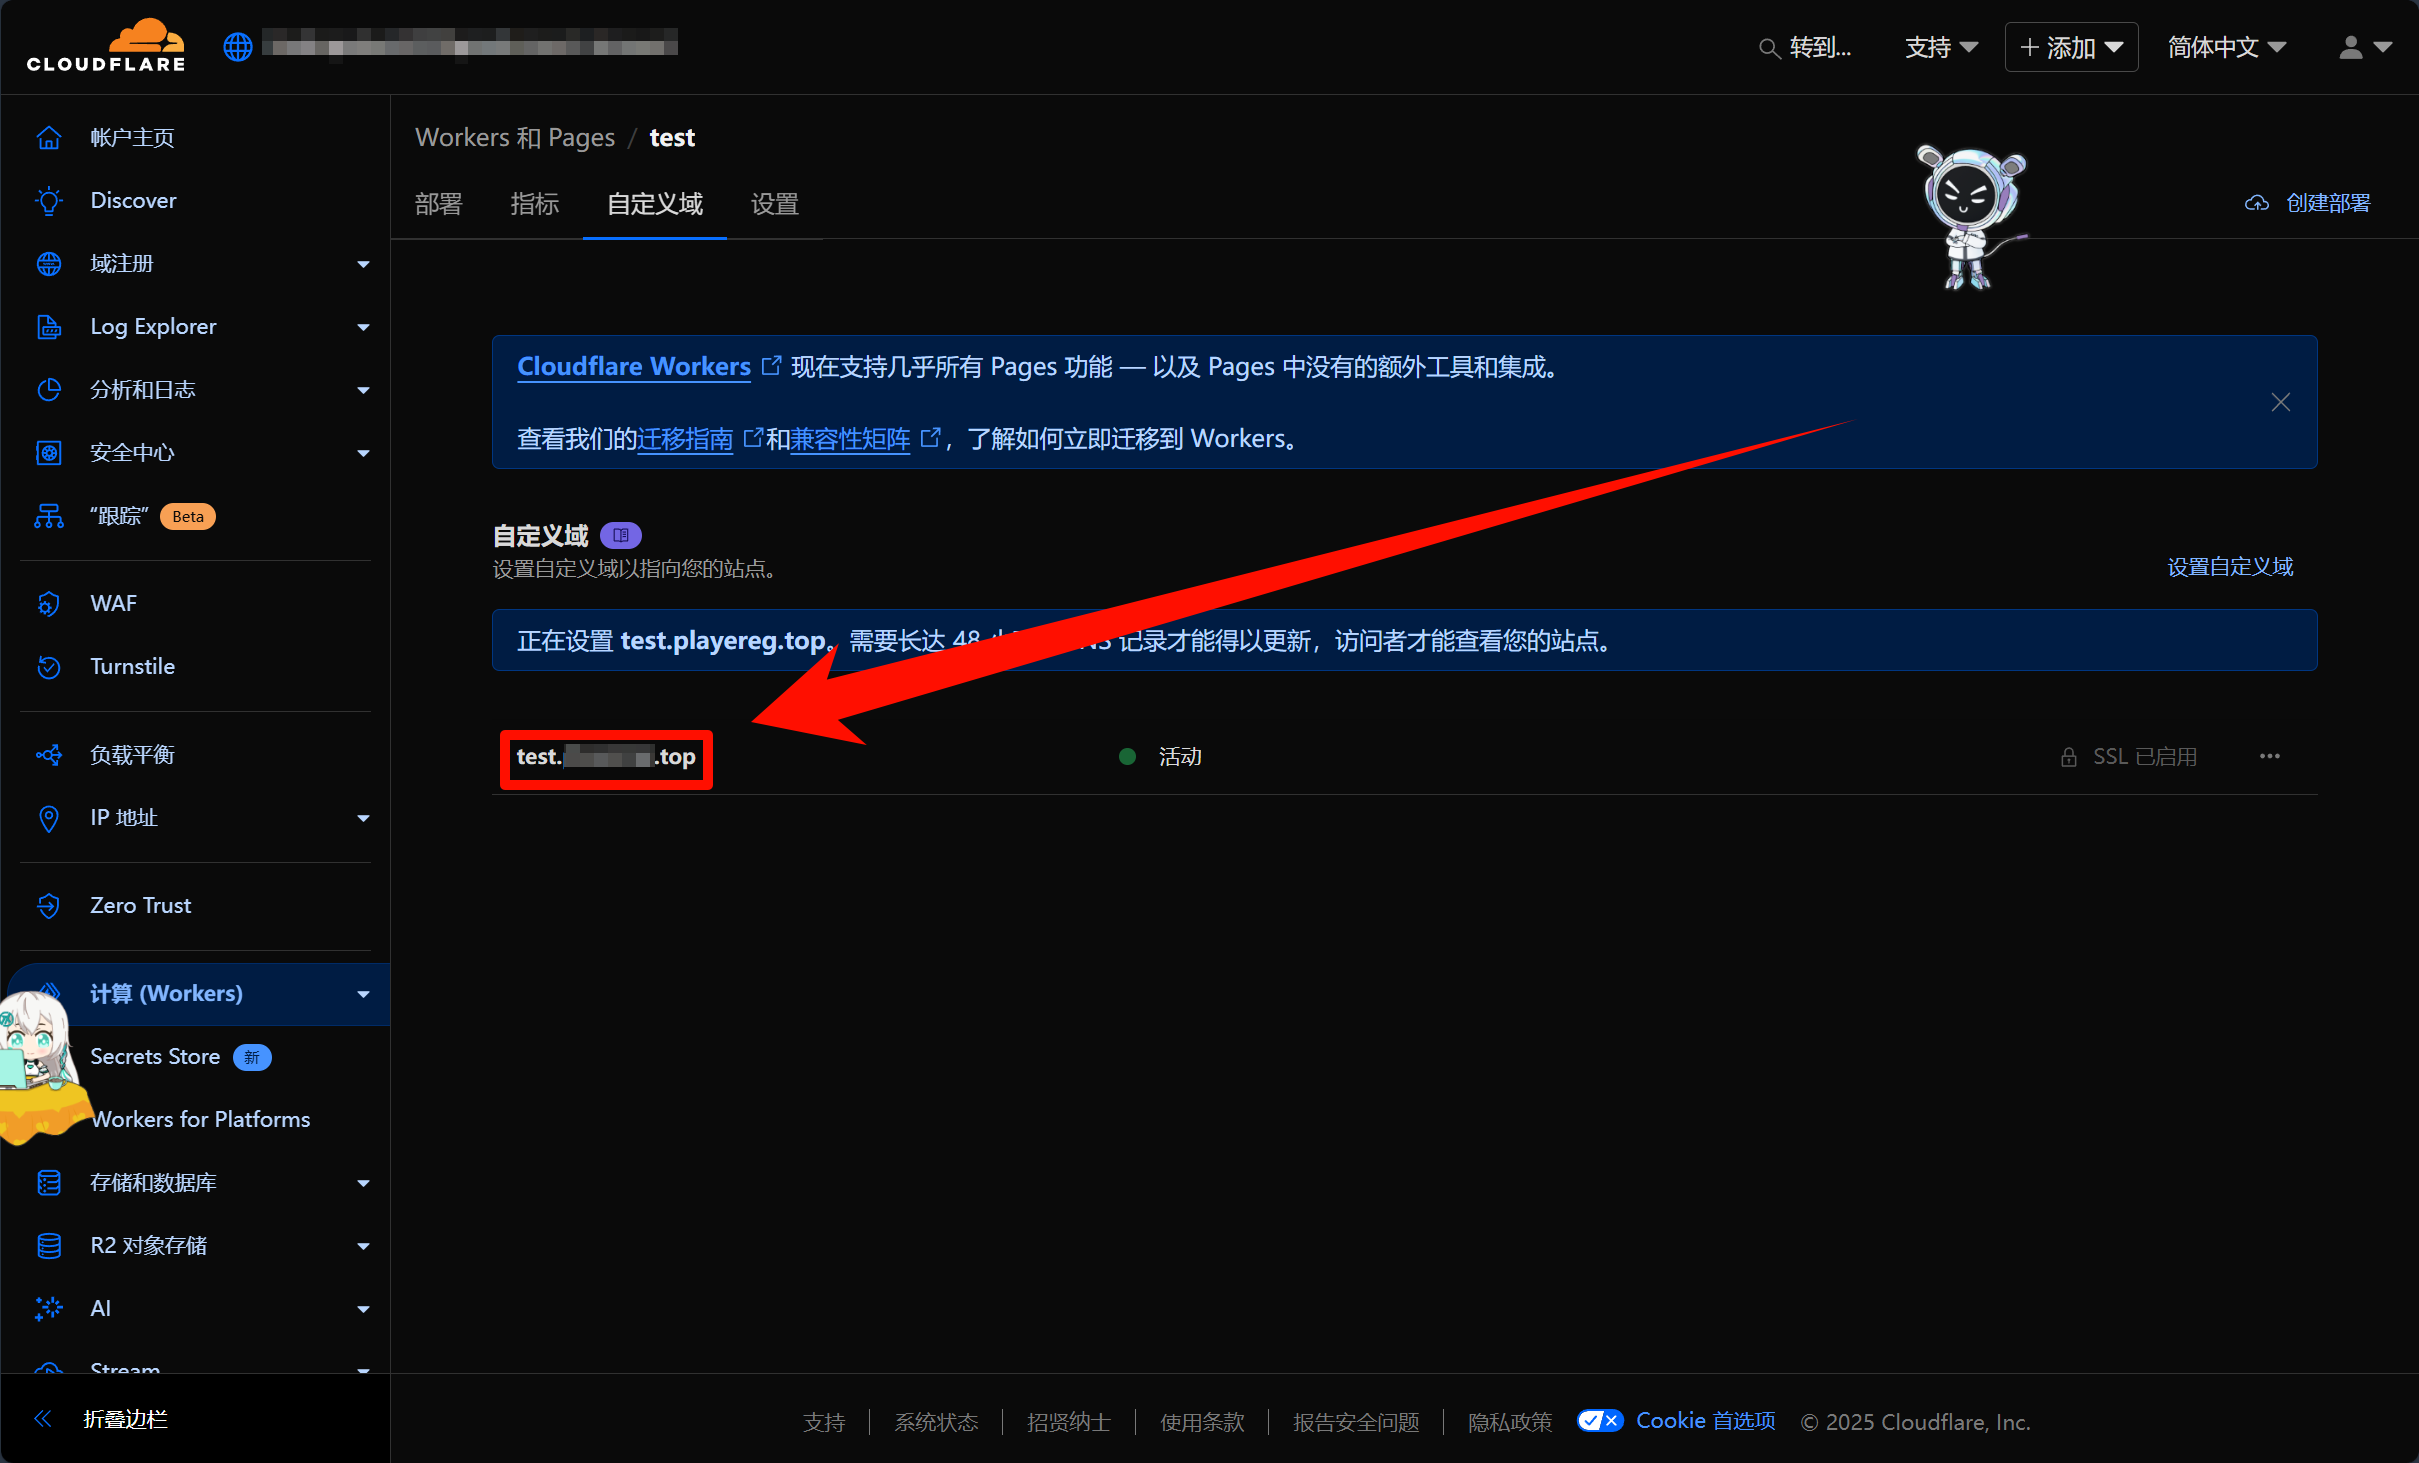 CLOUDFLARE
转到...
支持
添加
简体中文
帐户主页
Discover
域注册
Log Explorer
分析和日志
安全中心
“跟踪” Beta
WAF
Turnstile
负载平衡
IP 地址
Zero Trust
计算 (Workers)
Secrets Store 新
Workers for Platforms
存储和数据库
R2 对象存储
AI
Stream
折叠边栏
Workers 和 Pages / test
部署 指标 自定义域 设置
创建部署
Cloudflare Workers 现在支持几乎所有 Pages 功能 — 以及 Pages 中没有的额外工具和集成。
查看我们的迁移指南 和兼容性矩阵 ，了解如何立即迁移到 Workers。
自定义域
设置自定义域以指向您的站点。
设置自定义域
正在设置 test.playereg.top。需要长达 48 记录才能得以更新，访问者才能查看您的站点。
test. .top
活动
SSL 已启用
支持 | 系统状态 | 招贤纳士 | 使用条款 | 报告安全问题 | 隐私政策 Cookie 首选项 © 2025 Cloudflare, Inc.